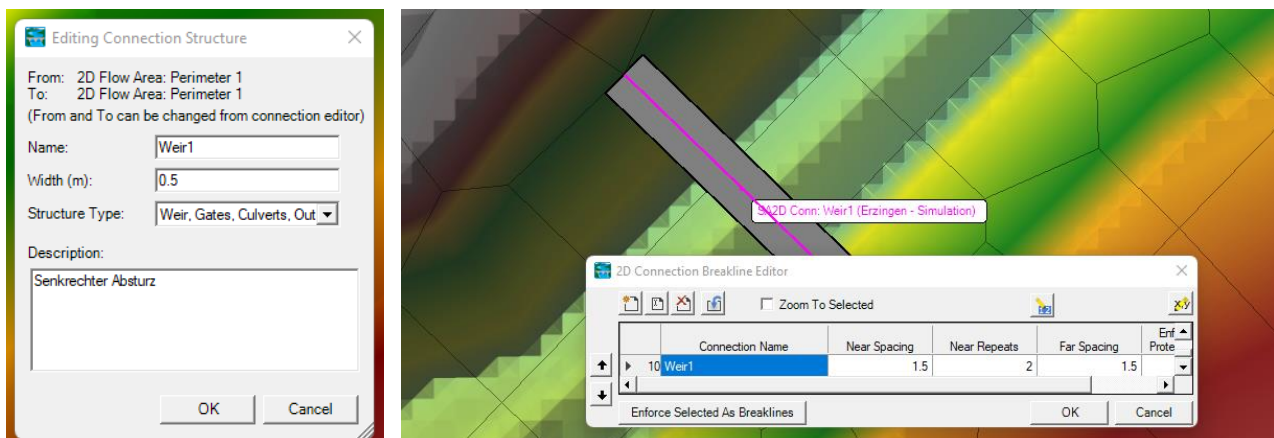 Editing Connection Structure
From: 2D Flow Area: Perimeter 1
To: 2D Flow Area: Perimeter 1
(From and To can be changed from connection editor)
Name: Weir1
Width (m): 0.5
Structure Type: Weir, Gates, Culverts, Out
Description:
Senkrechter Absturz
OK Cancel
SA2D Conn: Weir1 (Erzingen - Simulation)
2D Connection Breakline Editor
Zoom To Selected
x,y
Connection Name Near Spacing Near Repeats Far Spacing Enf
Prote
10 Weir1 1.5 2 1.5
Enforce Selected As Breaklines OK Cancel